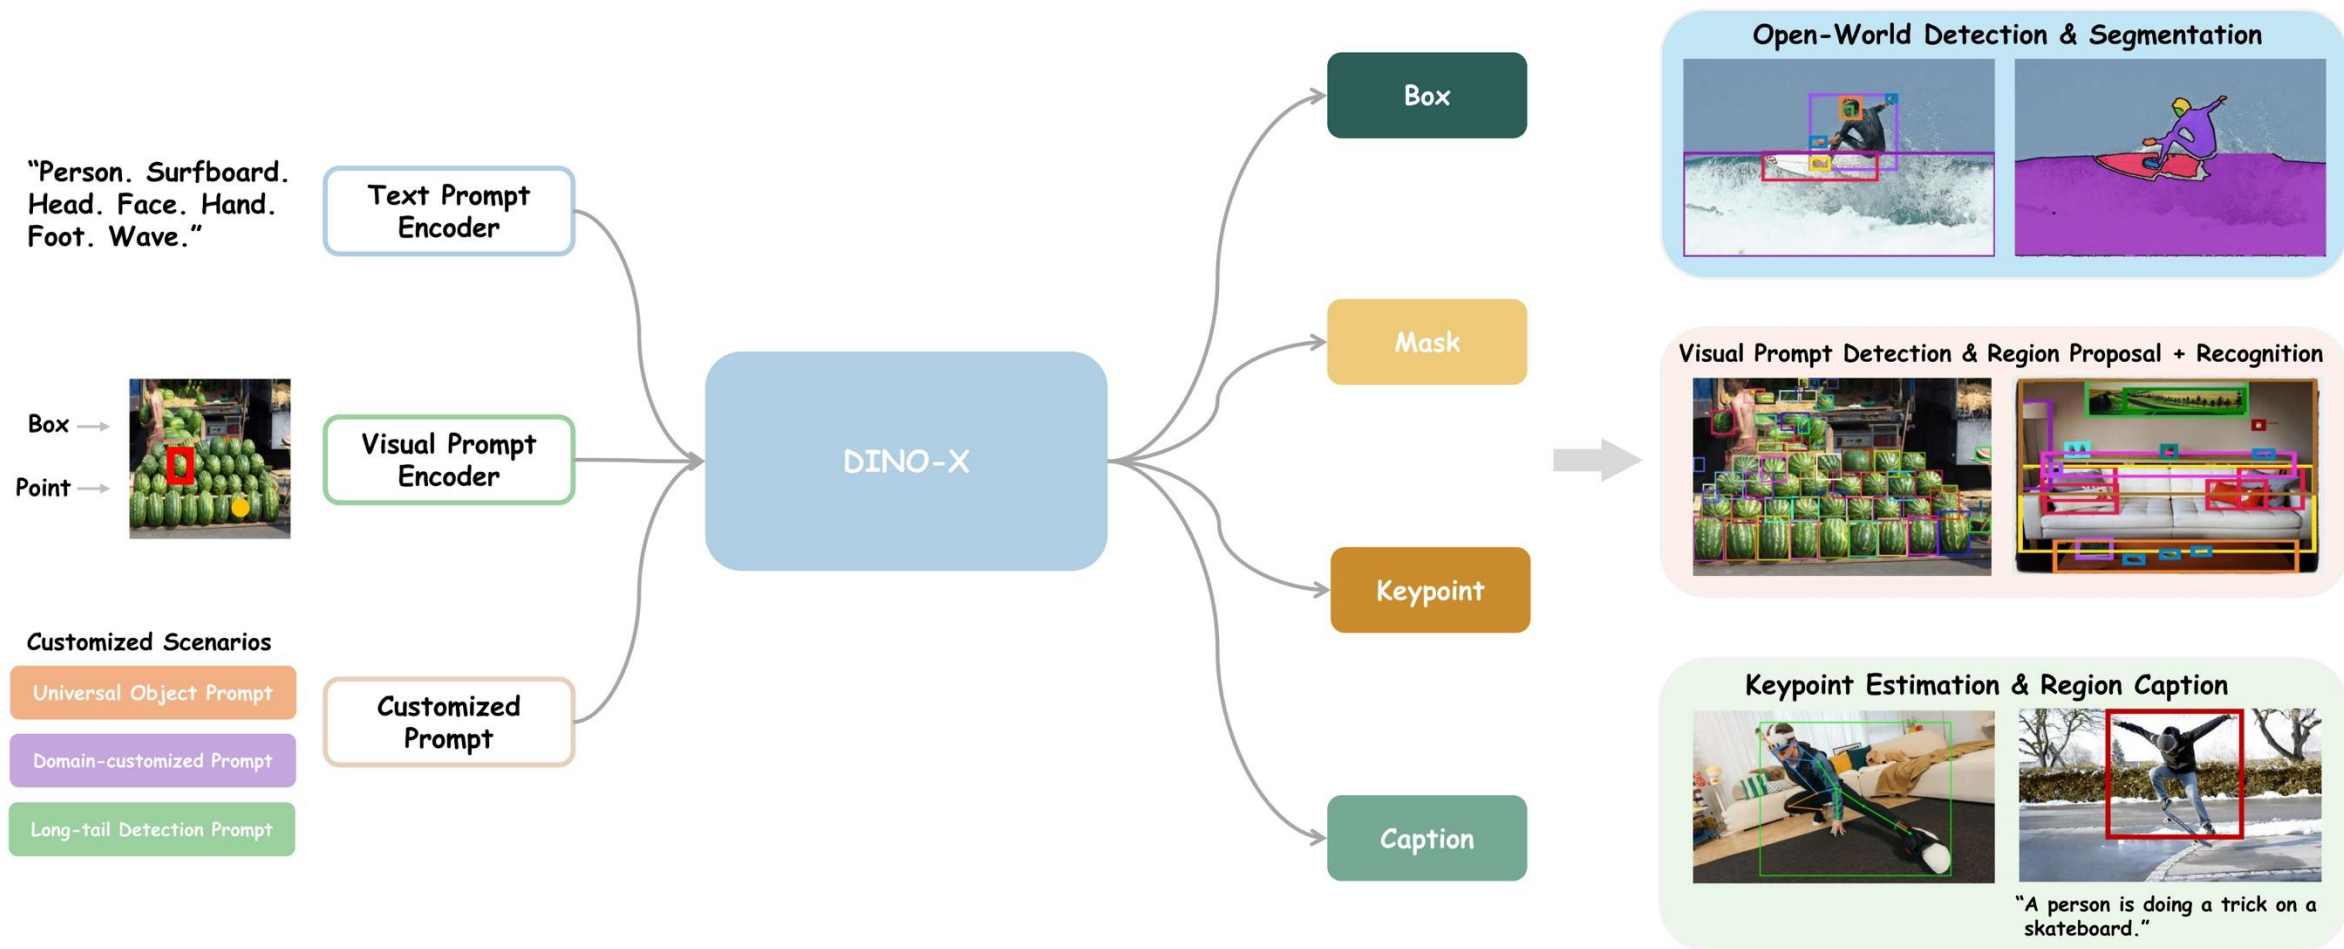 “Person. Surfboard.
Head. Face. Hand.
Foot. Wave.”
Text Prompt
Encoder
Box
Point
Visual Prompt
Encoder
Customized Scenarios
Universal Object Prompt
Domain-customized Prompt
Long-tail Detection Prompt
Customized
Prompt
DINO-X
Box
Mask
Keypoint
Caption
Open-World Detection & Segmentation
Visual Prompt Detection & Region Proposal + Recognition
Keypoint Estimation & Region Caption
“A person is doing a trick on a
skateboard.”